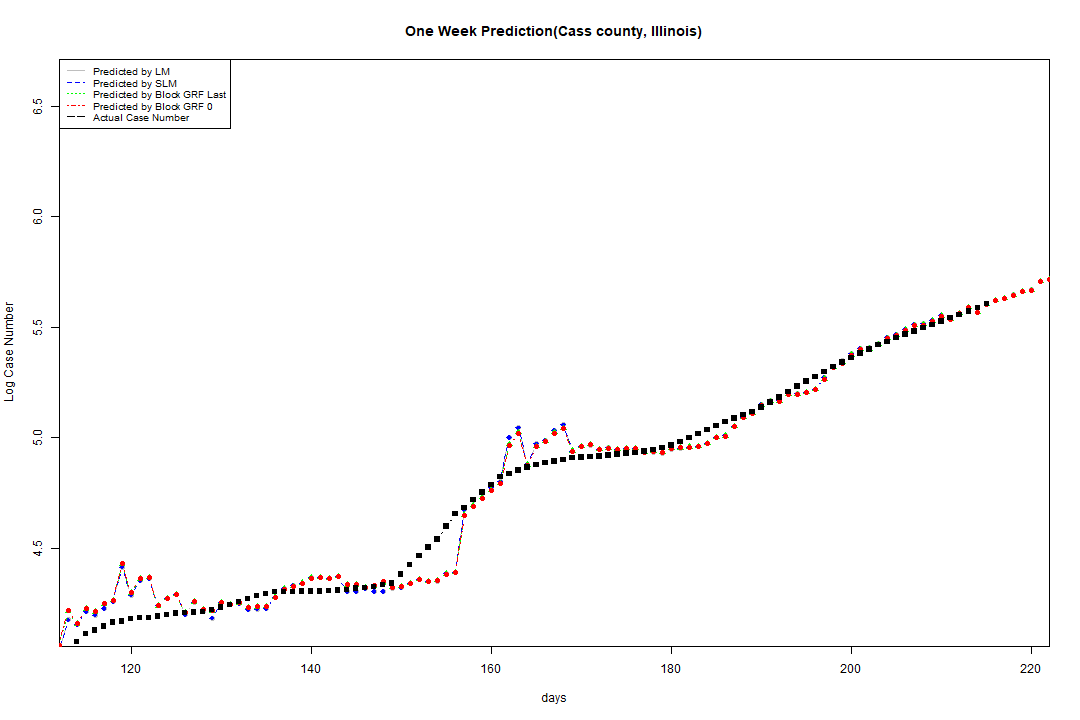 One Week Prediction(Cass county, Illinois)
Predicted by LM
Predicted by SLM
Predicted by Block GRF Last
Predicted by Block GRF 0
Actual Case Number
6.5
6.0
5.5
5.0
4.5
Log Case Number
120 140 160 180 200 220
days